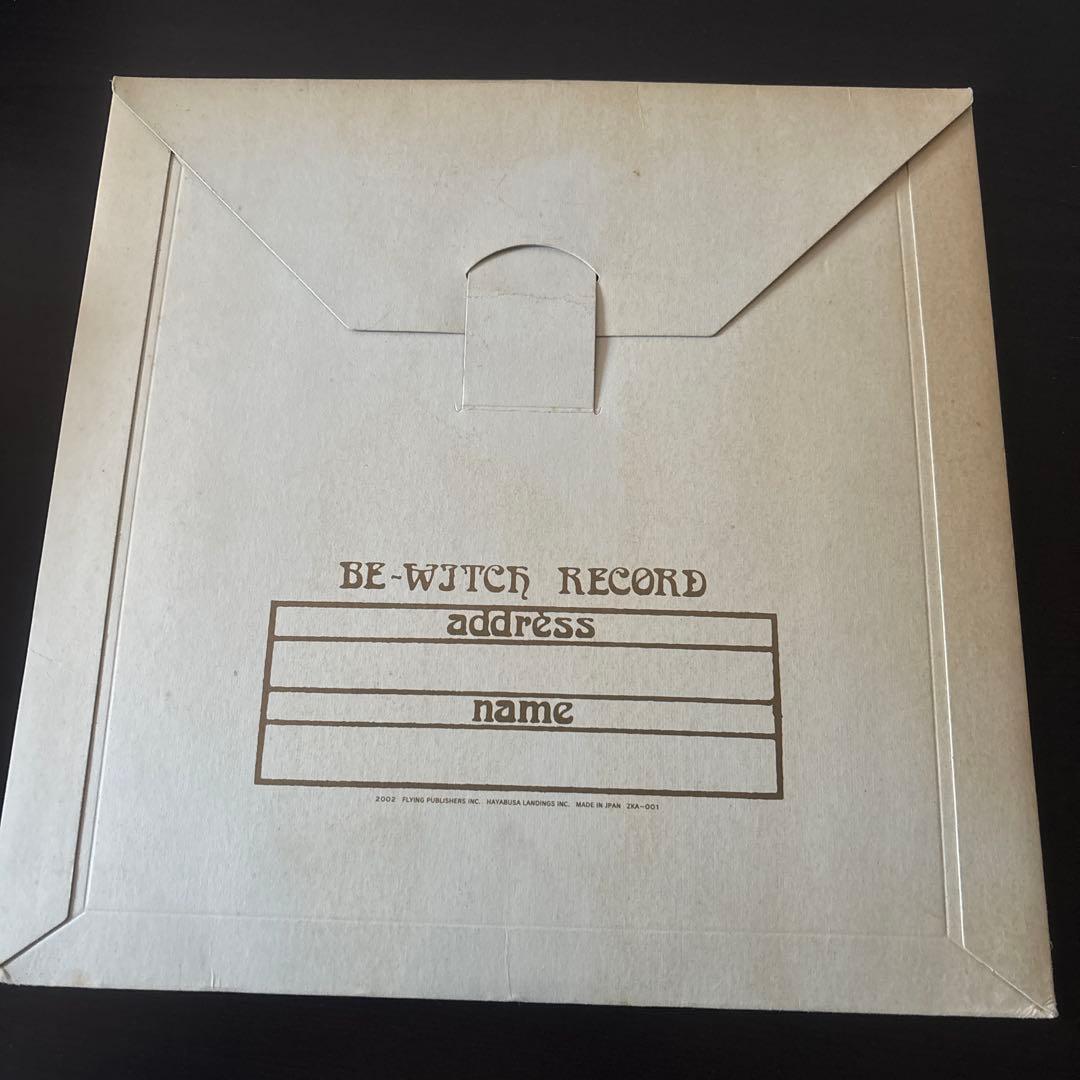 BE-WITCH RECORD
address
name
2002 FLYING PUBLISHERS INC. HAYABUSA LANDINGS INC. MADE IN JPAN ZKA-001